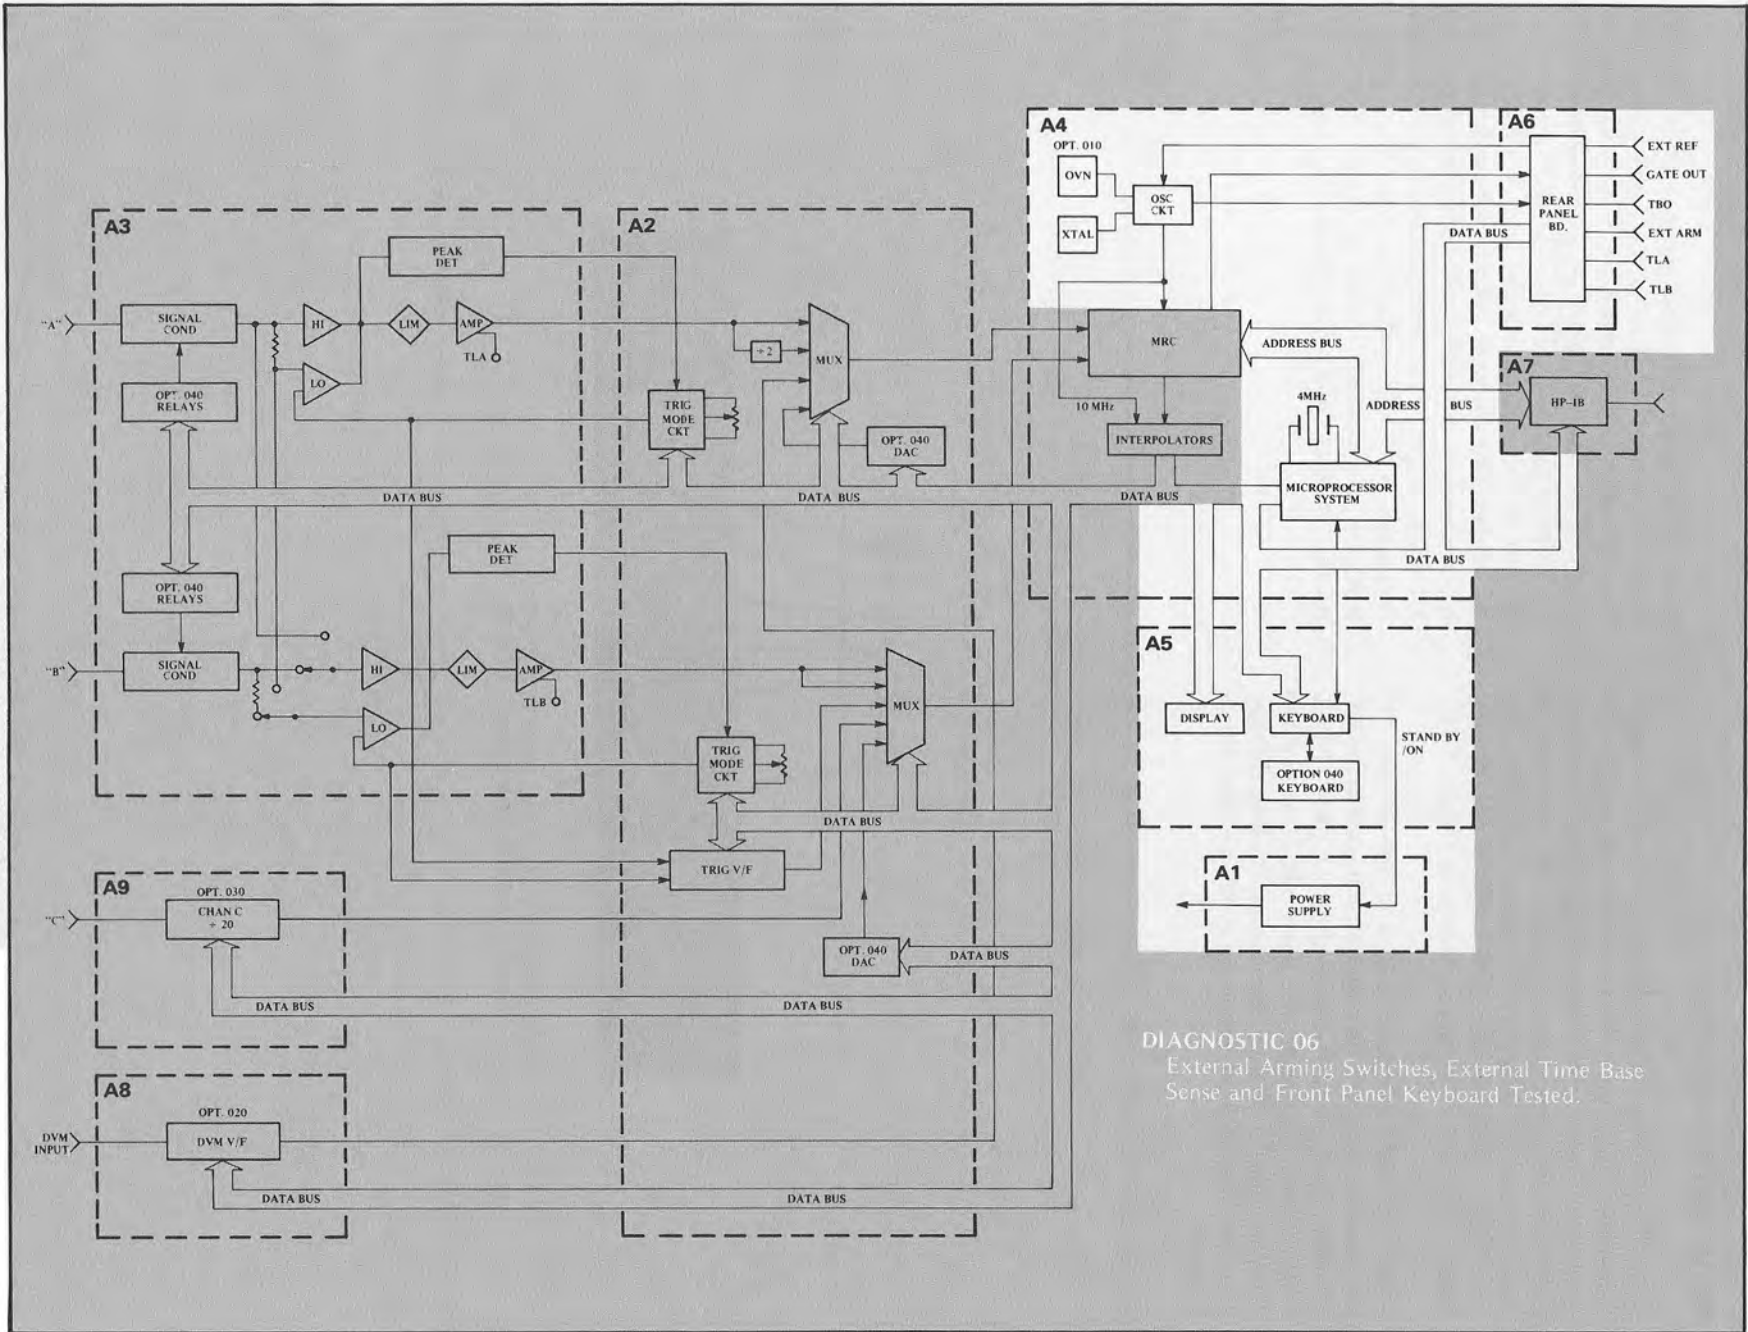 A4
A6
OPT. 010
OVN
XTAL
OSC
CKT
REAR
PANEL
BD.
EXT REF
GATE OUT
TBO
EXT ARM
TLA
TLB
DATA BUS
A3
A2
PEAK
DET
"A"
SIGNAL
COND
HI
LIM
AMP
TLA
LO
OPT. 040
RELAYS
÷ 2
MUX
TRIG
MODE
CKT
OPT. 040
DAC
MRC
ADDRESS BUS
10 MHz
INTERPOLATORS
4MHz
ADDRESS BUS
A7
HP-IB
MICROPROCESSOR
SYSTEM
DATA BUS
DATA BUS
DATA BUS
DATA BUS
PEAK
DET
OPT. 040
RELAYS
"B"
SIGNAL
COND
HI
LIM
AMP
TLB
LO
MUX
TRIG
MODE
CKT
DATA BUS
TRIG V/F
A5
DISPLAY
KEYBOARD
OPTION 040
KEYBOARD
STAND BY
/ON
A1
POWER
SUPPLY
A9
OPT. 030
"C"
CHAN C
÷ 20
OPT. 040
DAC
DATA BUS
DATA BUS
DATA BUS
A8
OPT. 020
DVM
INPUT
DVM V/F
DATA BUS
DATA BUS
DIAGNOSTIC 06
External Arming Switches, External Time Base
Sense and Front Panel Keyboard Tested.